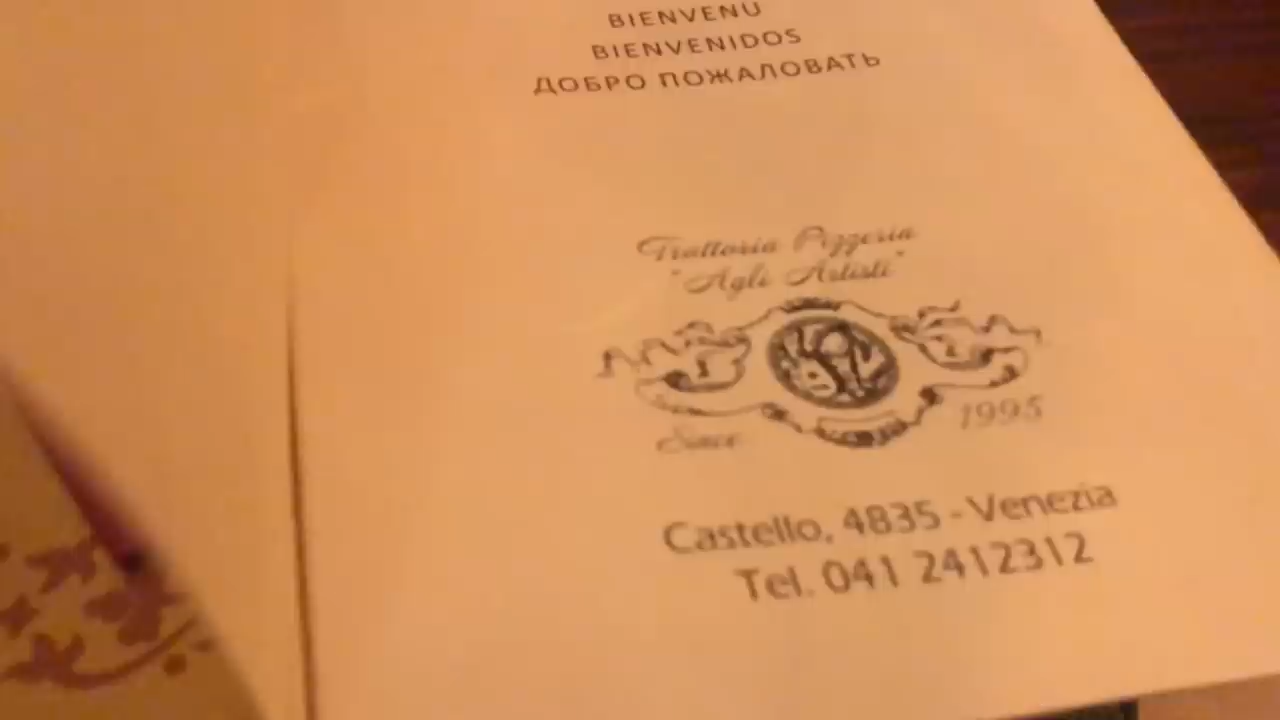 BIENVENU
BIENVENIDOS
ДОБРО ПОЖАЛОВАТЬ
Trattoria Pizzeria
"Agli Artisti"
Since 1995
Castello, 4835 - Venezia
Tel. 041 2412312